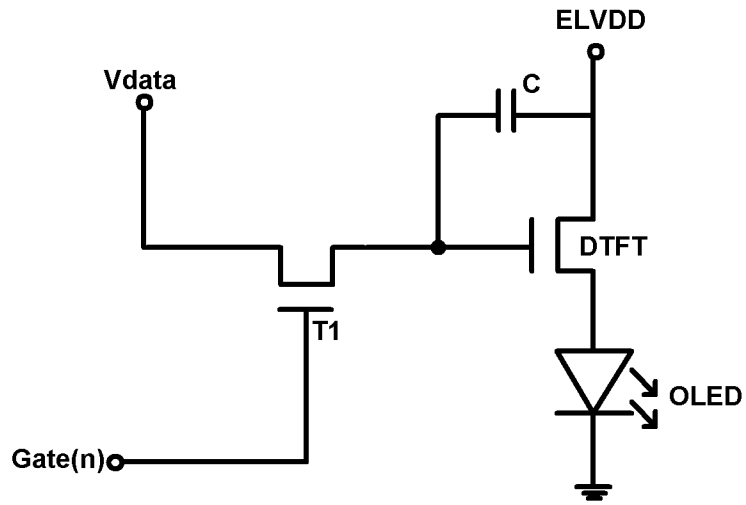 ELVDD
Vdata
C
DTFT
T1
OLED
Gate(n)